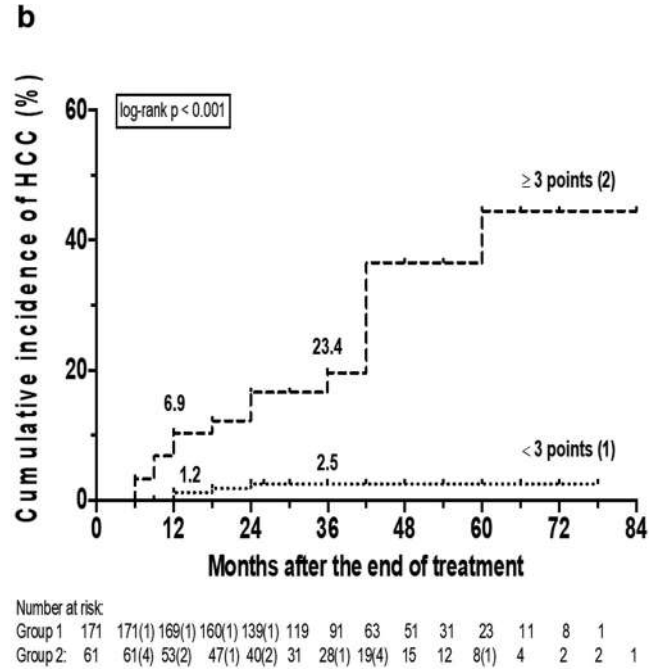 b
Cumulative incidence of HCC (%)
60
40
20
0
log-rank p < 0.001
≥ 3 points (2)
23.4
6.9
< 3 points (1)
2.5
1.2
0 12 24 36 48 60 72 84
Months after the end of treatment
Number at risk:
Group 1 171 171(1) 169(1) 160(1) 139(1) 119 91 63 51 31 23 11 8 1
Group 2: 61 61(4) 53(2) 47(1) 40(2) 31 28(1) 19(4) 15 12 8(1) 4 2 2 1